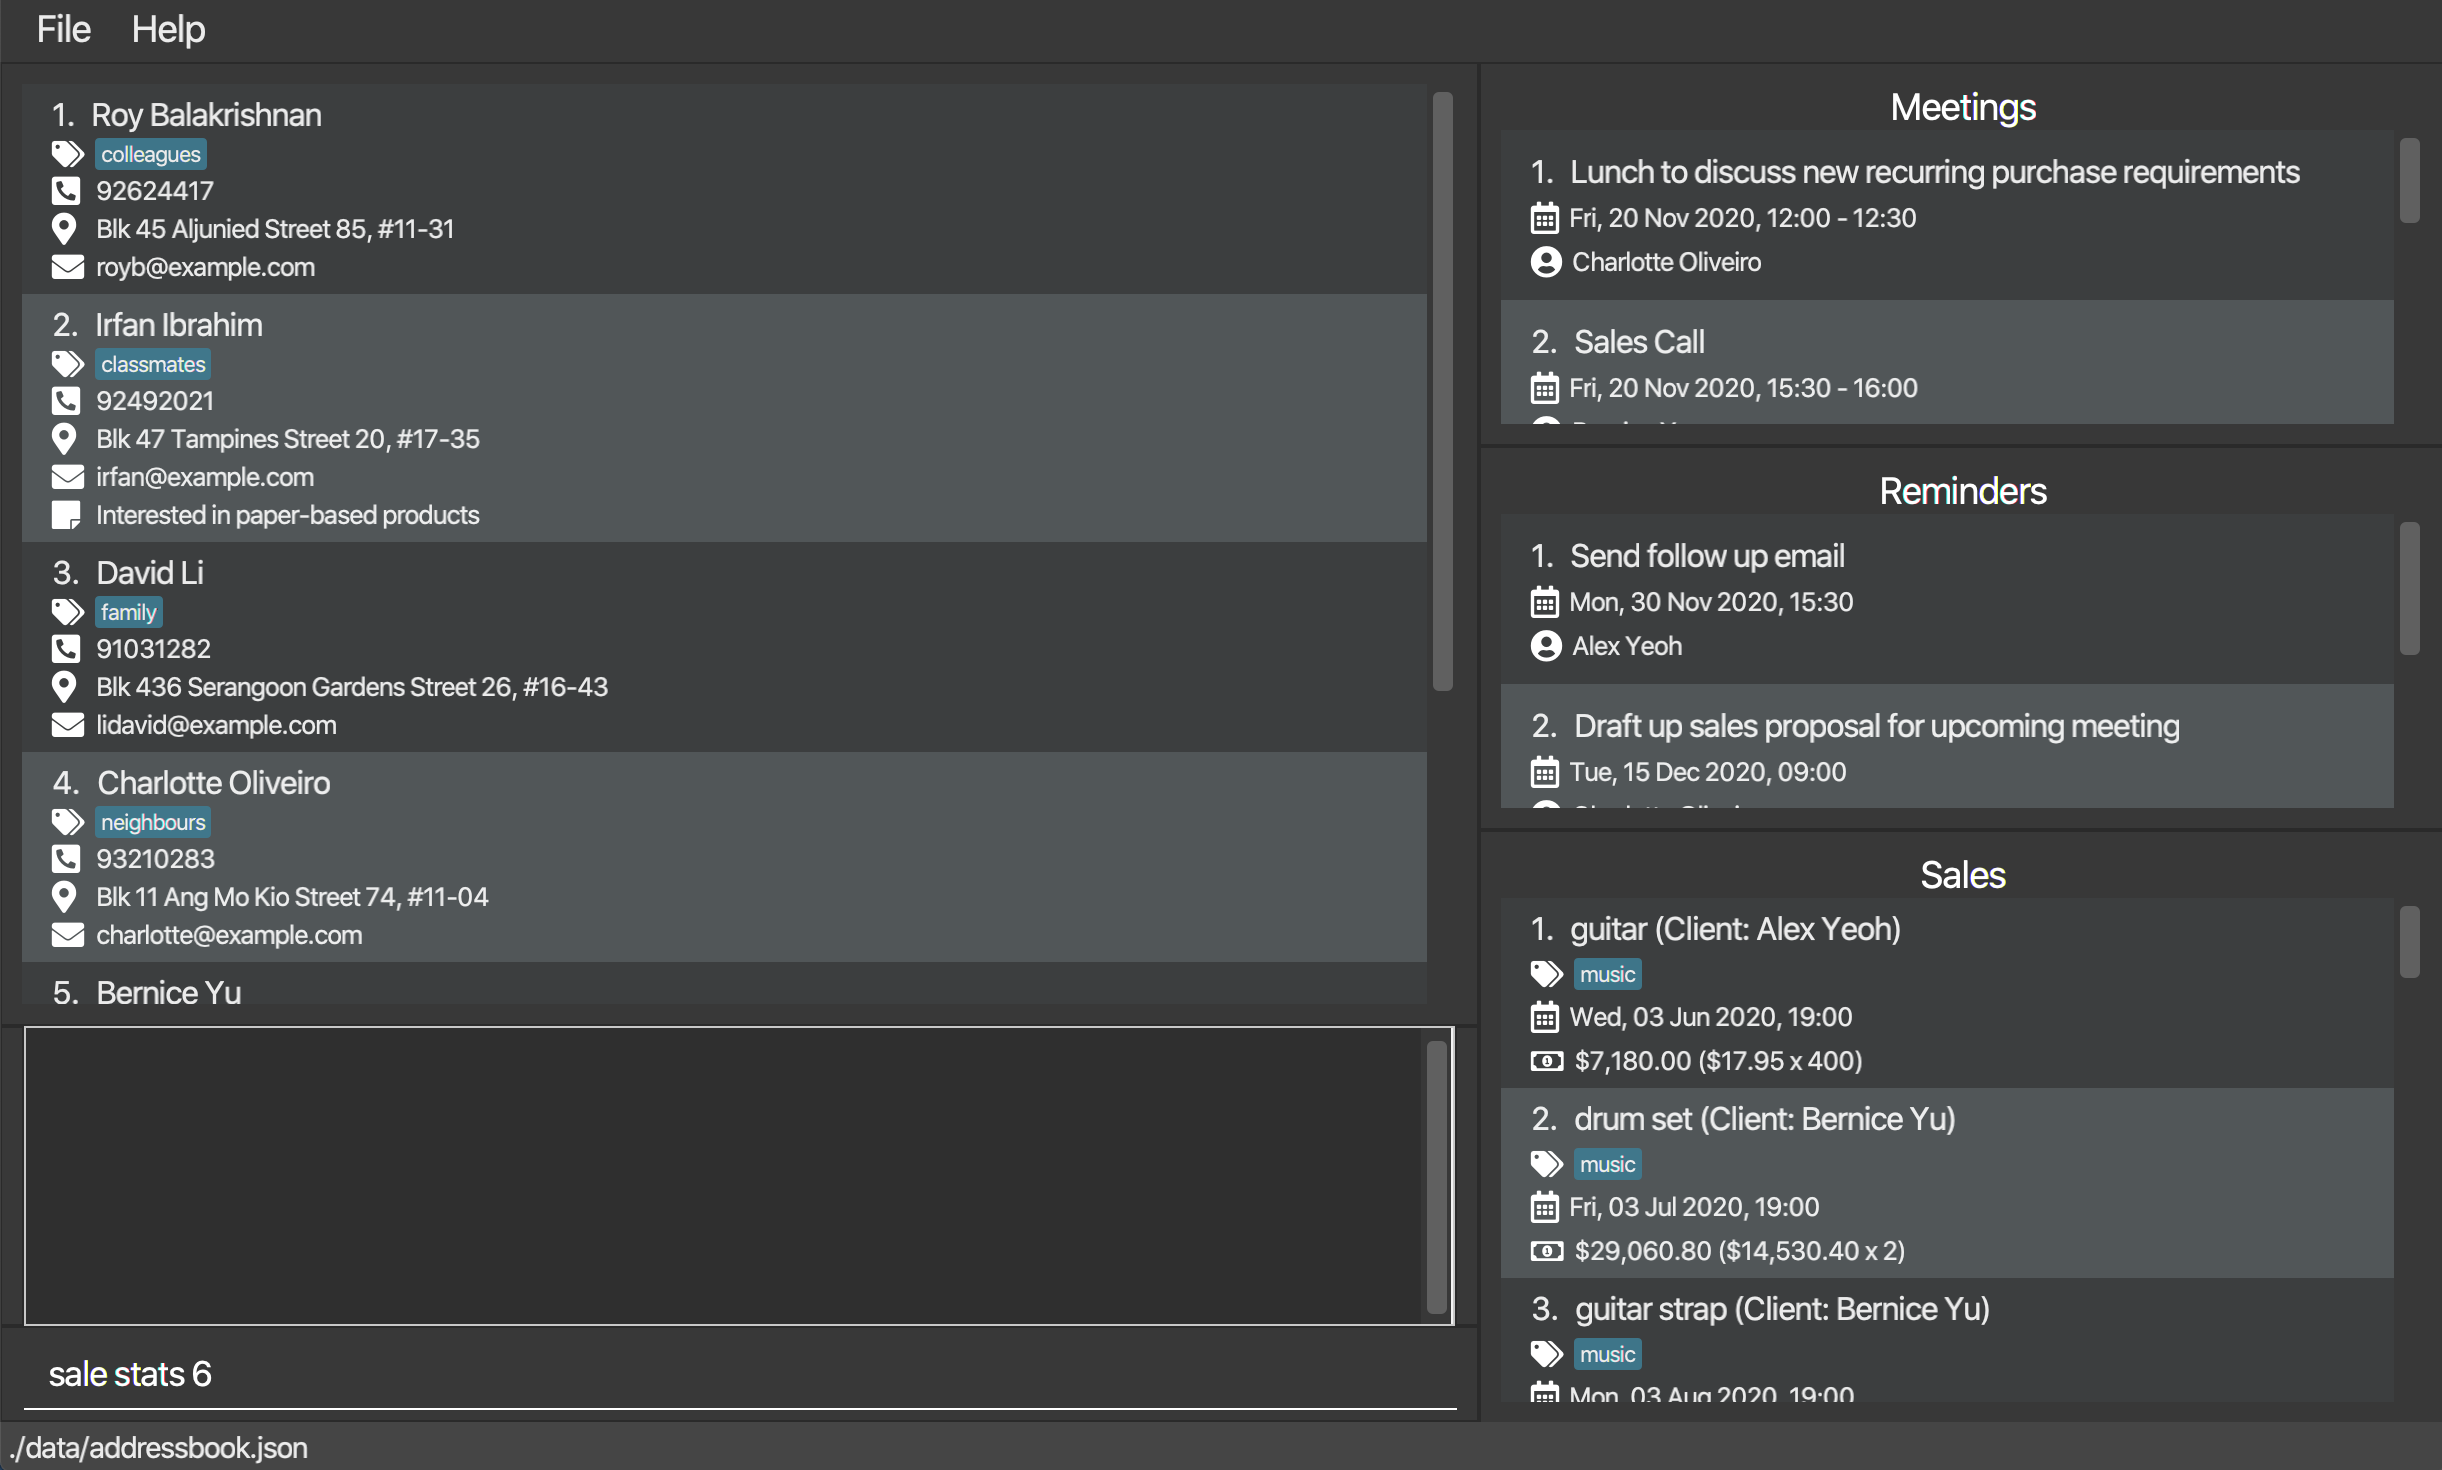 File Help
1. Roy Balakrishnan
colleagues
92624417
Blk 45 Aljunied Street 85, #11-31
royb@example.com
2. Irfan Ibrahim
classmates
92492021
Blk 47 Tampines Street 20, #17-35
irfan@example.com
Interested in paper-based products
3. David Li
family
91031282
Blk 436 Serangoon Gardens Street 26, #16-43
lidavid@example.com
4. Charlotte Oliveiro
neighbours
93210283
Blk 11 Ang Mo Kio Street 74, #11-04
charlotte@example.com
5. Bernice Yu
sale stats 6
Meetings
1. Lunch to discuss new recurring purchase requirements
Fri, 20 Nov 2020, 12:00 - 12:30
Charlotte Oliveiro
2. Sales Call
Fri, 20 Nov 2020, 15:30 - 16:00
Reminders
1. Send follow up email
Mon, 30 Nov 2020, 15:30
Alex Yeoh
2. Draft up sales proposal for upcoming meeting
Tue, 15 Dec 2020, 09:00
Sales
1. guitar (Client: Alex Yeoh)
music
Wed, 03 Jun 2020, 19:00
$7,180.00 ($17.95 x 400)
2. drum set (Client: Bernice Yu)
music
Fri, 03 Jul 2020, 19:00
$29,060.80 ($14,530.40 x 2)
3. guitar strap (Client: Bernice Yu)
music
Mon, 03 Aug 2020, 19:00
./data/addressbook.json